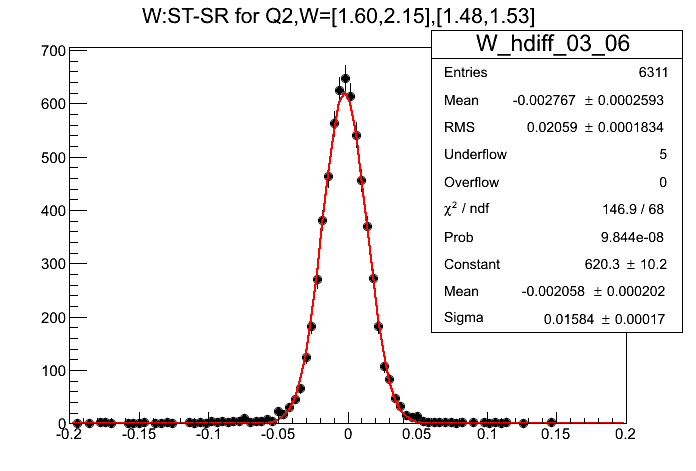 W:ST-SR for Q2,W=[1.60,2.15],[1.48,1.53]
W_hdiff_03_06
Entries 6311
Mean -0.002767 ± 0.0002593
RMS 0.02059 ± 0.0001834
Underflow 5
Overflow 0
χ² / ndf 146.9 / 68
Prob 9.844e-08
Constant 620.3 ± 10.2
Mean -0.002058 ± 0.000202
Sigma 0.01584 ± 0.00017
700
600
500
400
300
200
100
0
-0.2 -0.15 -0.1 -0.05 0 0.05 0.1 0.15 0.2